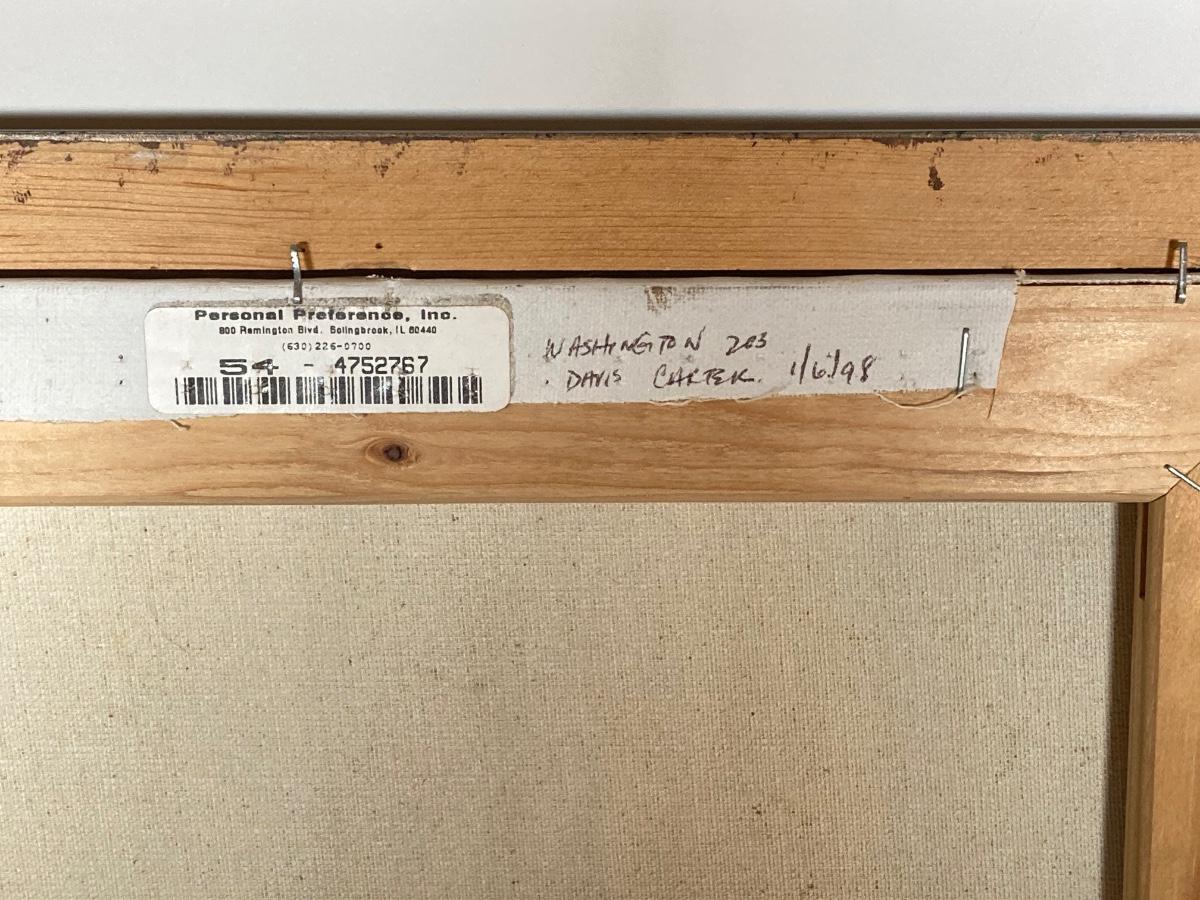 Personal Preference, Inc.
800 Remington Blvd. Bolingbrook, IL 60440
(630)226-0700
54 - 4752767
WASHINGTON 203
DAVIS CARTER. 1/6/98